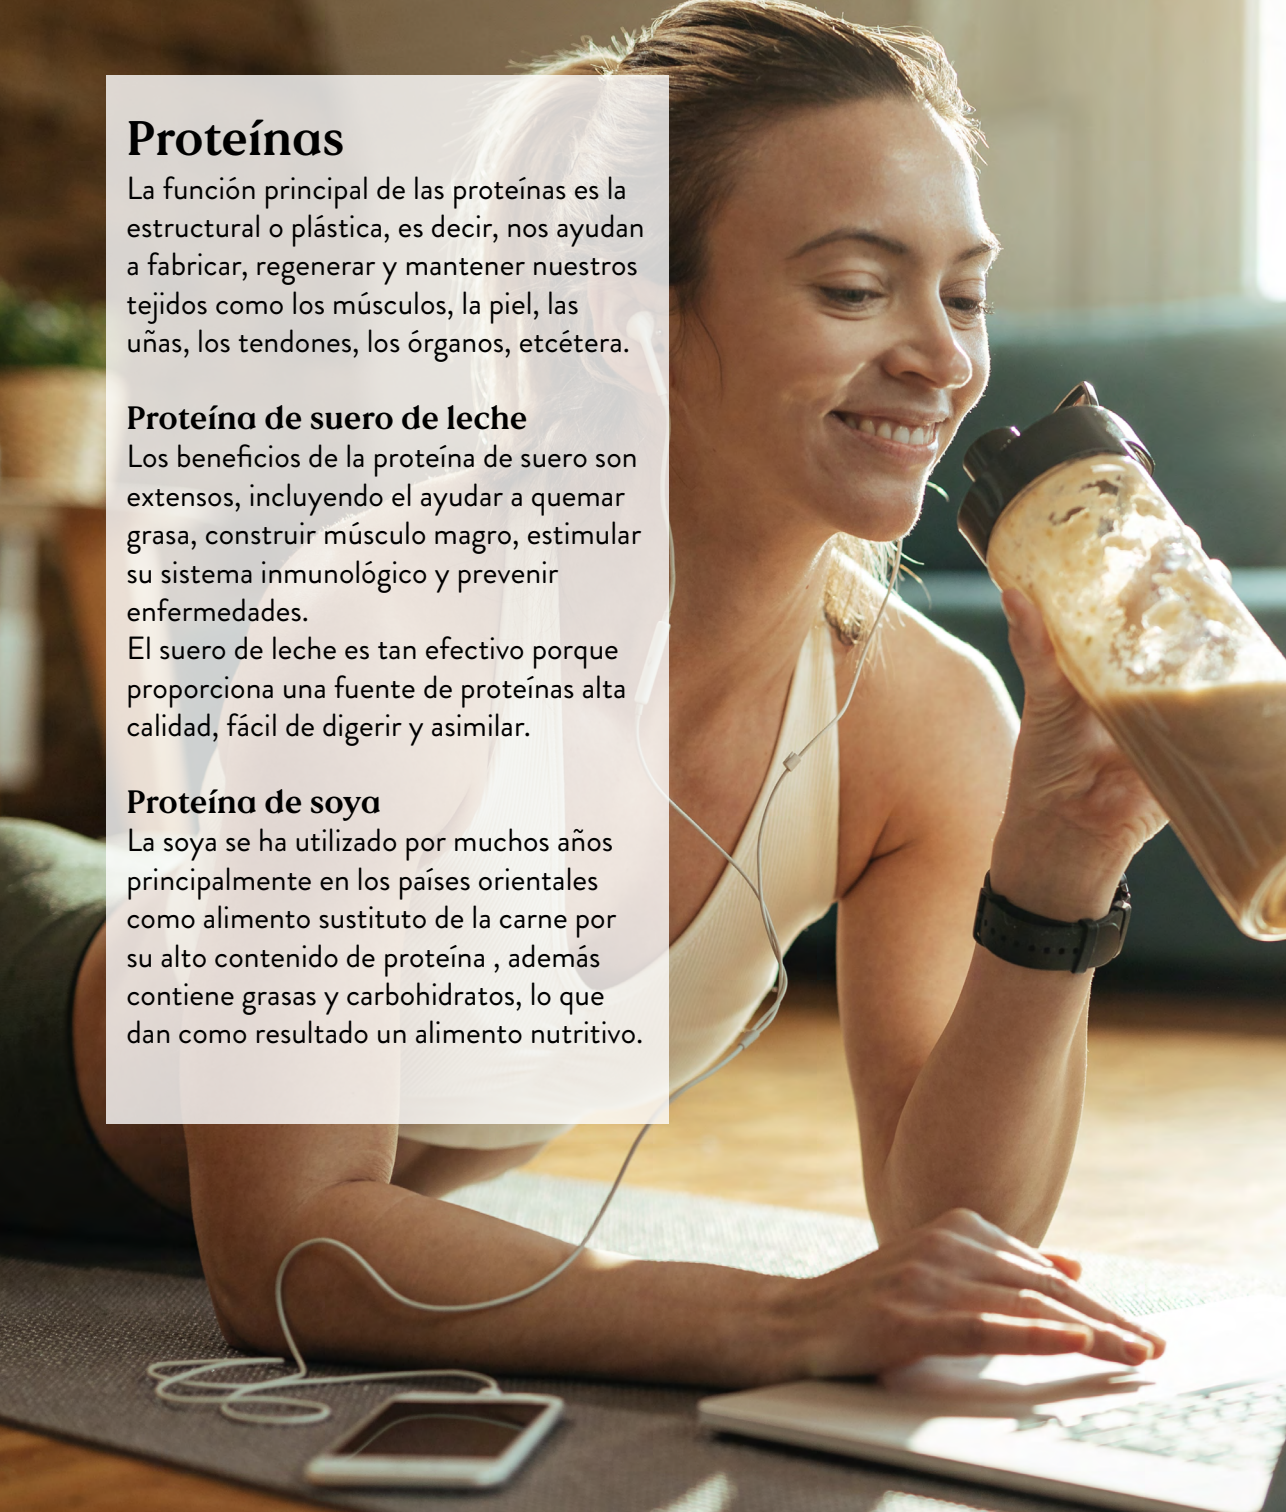 Proteínas
La función principal de las proteínas es la
estructural o plástica, es decir, nos ayudan
a fabricar, regenerar y mantener nuestros
tejidos como los músculos, la piel, las
uñas, los tendones, los órganos, etcétera.
Proteína de suero de leche
Los beneficios de la proteína de suero son
extensos, incluyendo el ayudar a quemar
grasa, construir músculo magro, estimular
su sistema inmunológico y prevenir
enfermedades.
El suero de leche es tan efectivo porque
proporciona una fuente de proteínas alta
calidad, fácil de digerir y asimilar.
Proteína de soya
La soya se ha utilizado por muchos años
principalmente en los países orientales
como alimento sustituto de la carne por
su alto contenido de proteína , además
contiene grasas y carbohidratos, lo que
dan como resultado un alimento nutritivo.